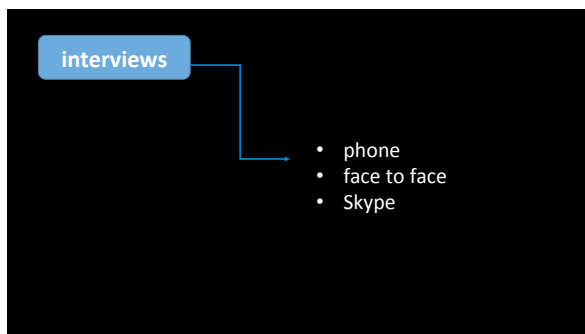 interviews
• phone
• face to face
• Skype